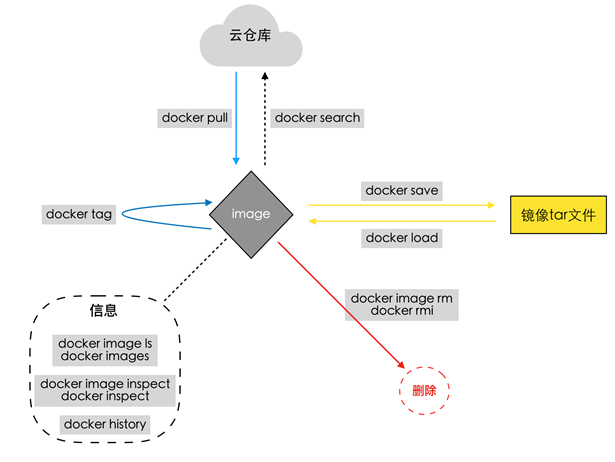 云仓库
docker pull
docker search
docker tag
image
docker save
docker load
镜像tar文件
docker image rm
docker rmi
删除
信息
docker image ls
docker images
docker image inspect
docker inspect
docker history